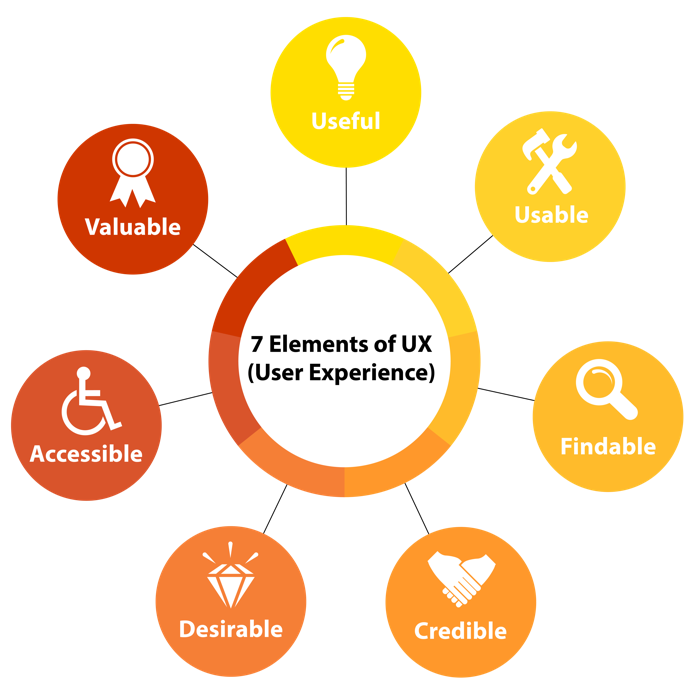 7 Elements of UX
(User Experience)
Useful
Usable
Findable
Credible
Desirable
Accessible
Valuable